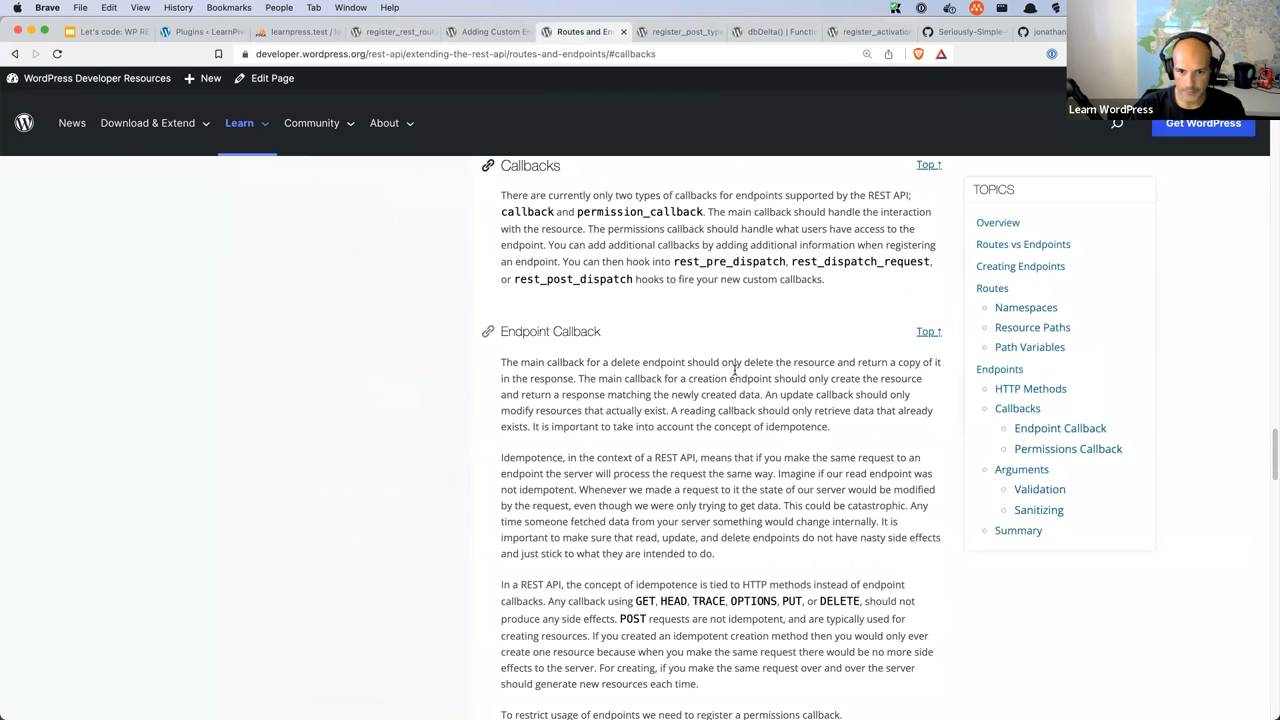 Brave File Edit View History Bookmarks People Tab Window Help
Let's code: WP RE
Plugins ‹ LearnPre
learnpress.test / lo
register_rest_rout
Adding Custom E
Routes and En
register_post_type
dbDelta() | Functi
register_activation
Seriously-Simple-
jonathan
developer.wordpress.org/rest-api/extending-the-rest-api/routes-and-endpoints/#callbacks
WordPress Developer Resources New Edit Page
Learn WordPress
News Download & Extend Learn Community About Get WordPress
Callbacks Top ↑
There are currently only two types of callbacks for endpoints supported by the REST API;
callback and permission_callback. The main callback should handle the interaction
with the resource. The permissions callback should handle what users have access to the
endpoint. You can add additional callbacks by adding additional information when registering
an endpoint. You can then hook into rest_pre_dispatch, rest_dispatch_request,
or rest_post_dispatch hooks to fire your new custom callbacks.
Endpoint Callback Top ↑
The main callback for a delete endpoint should only delete the resource and return a copy of it
in the response. The main callback for a creation endpoint should only create the resource
and return a response matching the newly created data. An update callback should only
modify resources that actually exist. A reading callback should only retrieve data that already
exists. It is important to take into account the concept of idempotence.
Idempotence, in the context of a REST API, means that if you make the same request to an
endpoint the server will process the request the same way. Imagine if our read endpoint was
not idempotent. Whenever we made a request to it the state of our server would be modified
by the request, even though we were only trying to get data. This could be catastrophic. Any
time someone fetched data from your server something would change internally. It is
important to make sure that read, update, and delete endpoints do not have nasty side effects
and just stick to what they are intended to do.
In a REST API, the concept of idempotence is tied to HTTP methods instead of endpoint
callbacks. Any callback using GET, HEAD, TRACE, OPTIONS, PUT, or DELETE, should not
produce any side effects. POST requests are not idempotent, and are typically used for
creating resources. If you created an idempotent creation method then you would only ever
create one resource because when you make the same request there would be no more side
effects to the server. For creating, if you make the same request over and over the server
should generate new resources each time.
To restrict usage of endpoints we need to register a permissions callback.
TOPICS
Overview
Routes vs Endpoints
Creating Endpoints
Routes
Namespaces
Resource Paths
Path Variables
Endpoints
HTTP Methods
Callbacks
Endpoint Callback
Permissions Callback
Arguments
Validation
Sanitizing
Summary